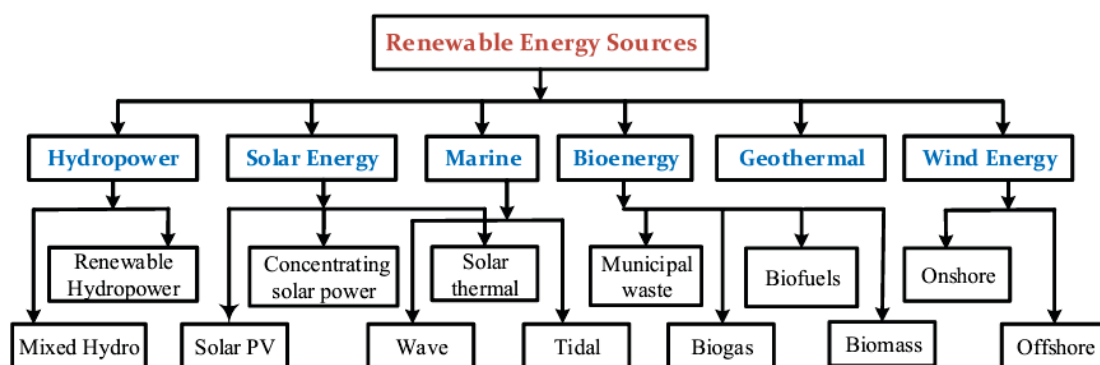 Renewable Energy Sources
Hydropower
Solar Energy
Marine
Bioenergy
Geothermal
Wind Energy
Renewable
Hydropower
Concentrating
solar power
Solar
thermal
Municipal
waste
Biofuels
Onshore
Mixed Hydro
Solar PV
Wave
Tidal
Biogas
Biomass
Offshore